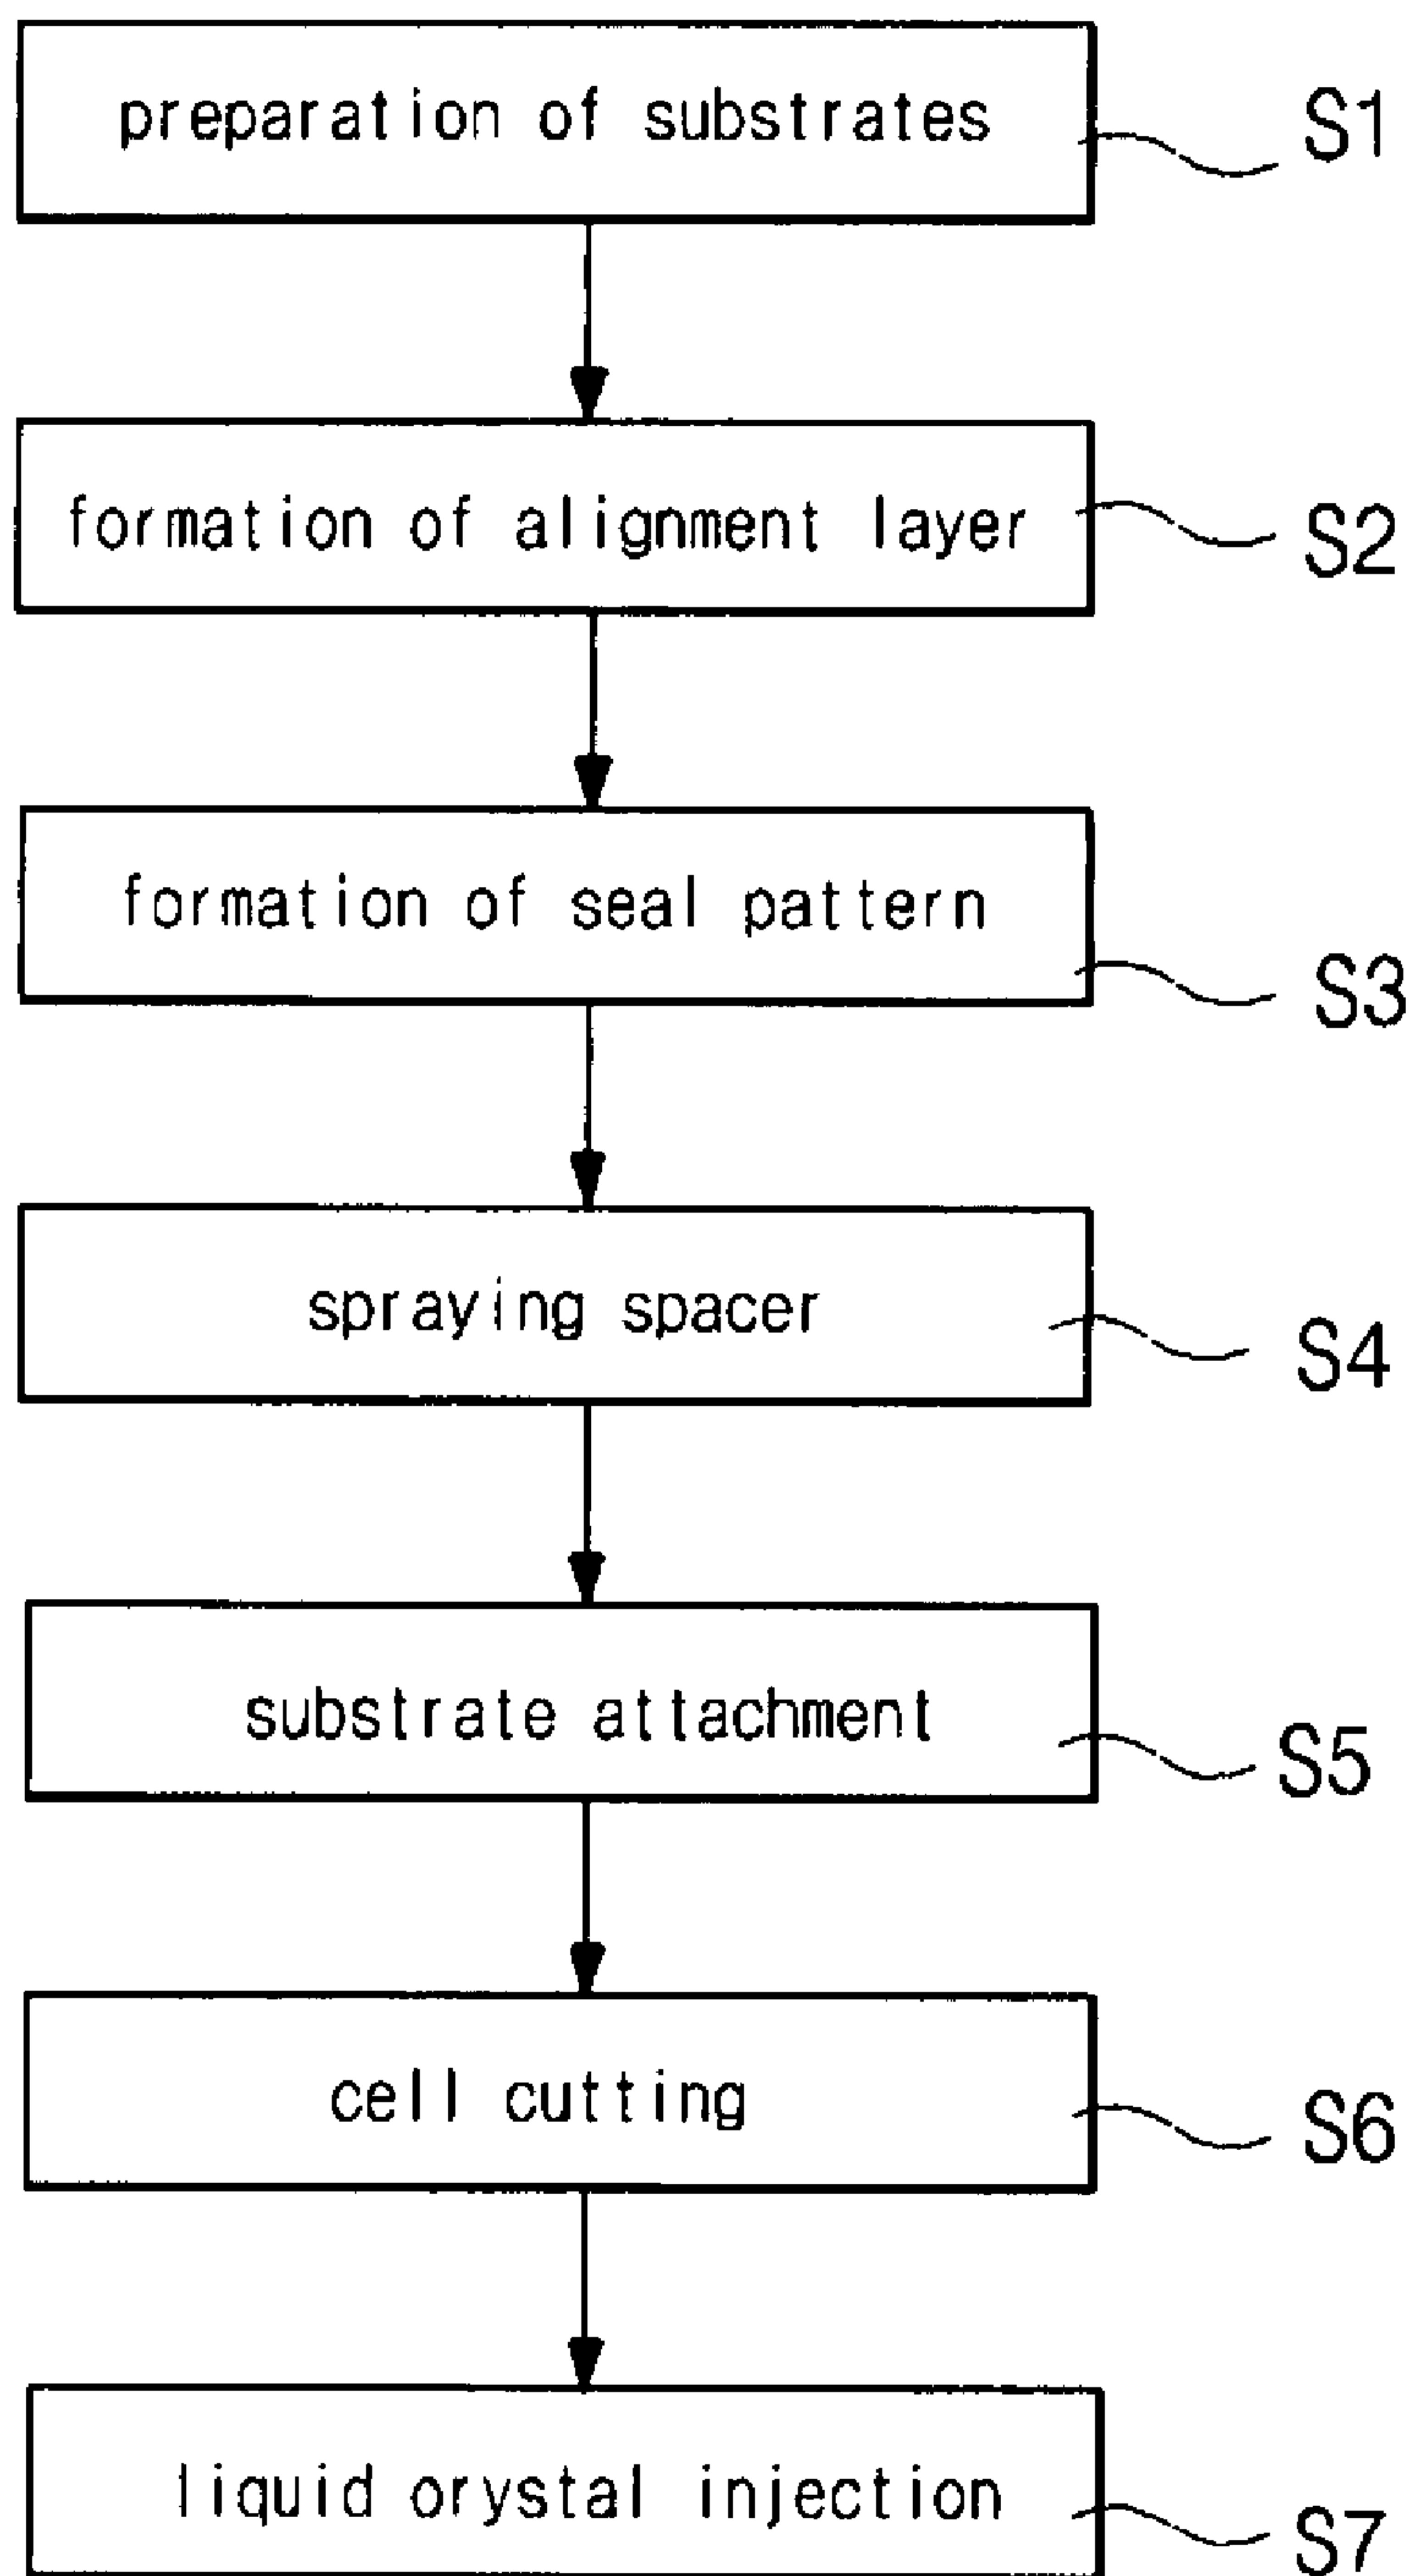 preparation of substrates
S1
formation of alignment layer
S2
formation of seal pattern
S3
spraying spacer
S4
substrate attachment
S5
cell cutting
S6
liquid orystal injection
S7